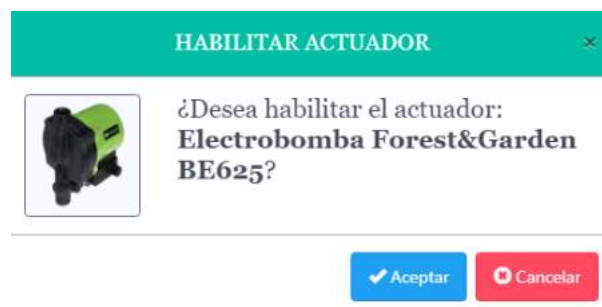 HABILITAR ACTUADOR
¿Desea habilitar el actuador:
Electrobomba Forest&Garden
BE625?
Aceptar
Cancelar